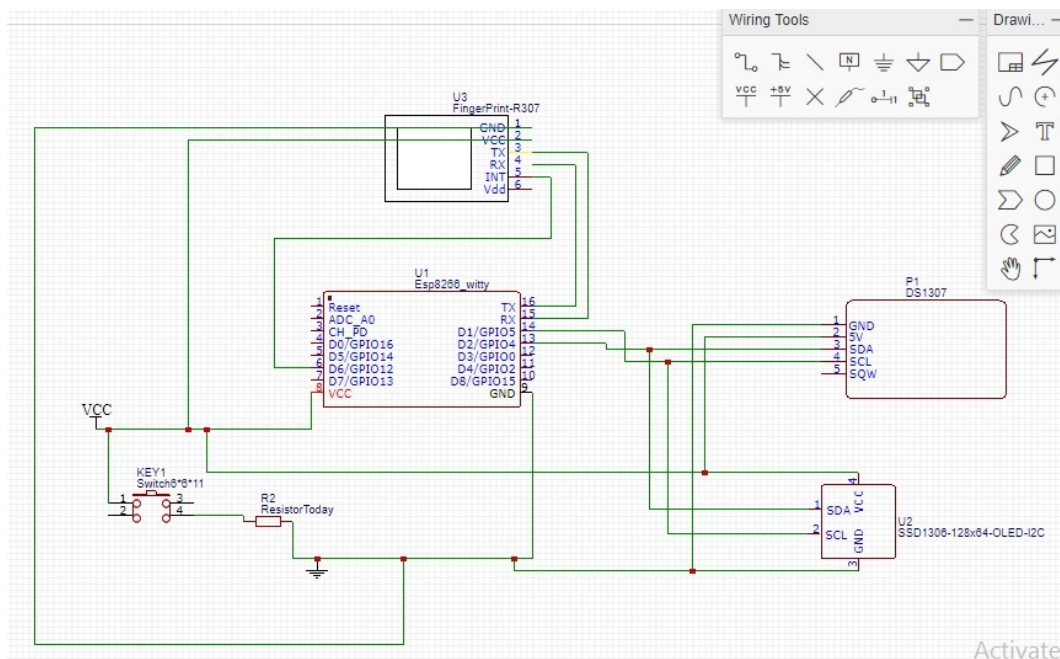 Wiring Tools
Drawi...
N
VCC
+5V
1
T
U3
FingerPrint-R307
GND 1
VCC 2
TX 3
RX 4
INT 5
Vdd 6
U1
Esp8266_witty
1 Reset
2 ADC_A0
3 CH_PD
4 D0/GPIO16
5 D5/GPIO14
6 D6/GPIO12
7 D7/GPIO13
8 VCC
TX 16
RX 15
D1/GPIO5 14
D2/GPIO4 13
D3/GPIO0 12
D4/GPIO2 11
D8/GPIO15 10
GND 9
P1
DS1307
1 GND
2 5V
3 SDA
4 SCL
5 SQW
VCC
KEY1
Switch6*6*11
1 3
2 4
R2
ResistorToday
4 VCC
1 SDA
2 SCL
3 GND
U2
SSD1306-128x64-OLED-I2C
Activate